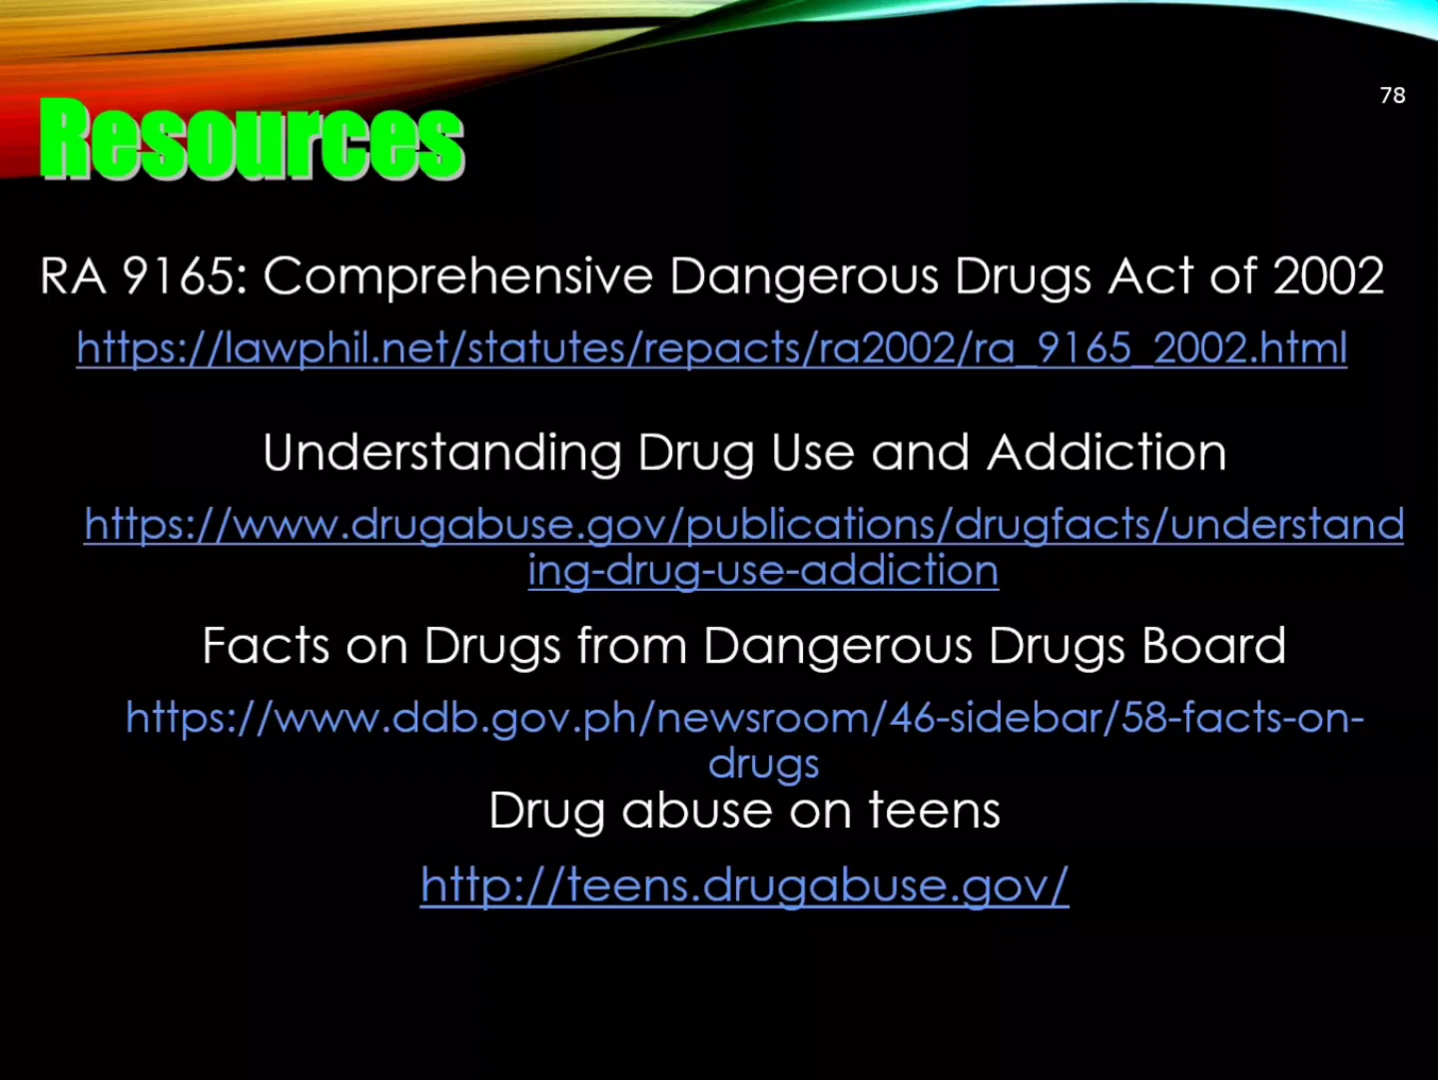 78
Resources
RA 9165: Comprehensive Dangerous Drugs Act of 2002
https://lawphil.net/statutes/repacts/ra2002/ra_9165_2002.html
Understanding Drug Use and Addiction
https://www.drugabuse.gov/publications/drugfacts/understand
ing-drug-use-addiction
Facts on Drugs from Dangerous Drugs Board
https://www.ddb.gov.ph/newsroom/46-sidebar/58-facts-on-
drugs
Drug abuse on teens
http://teens.drugabuse.gov/